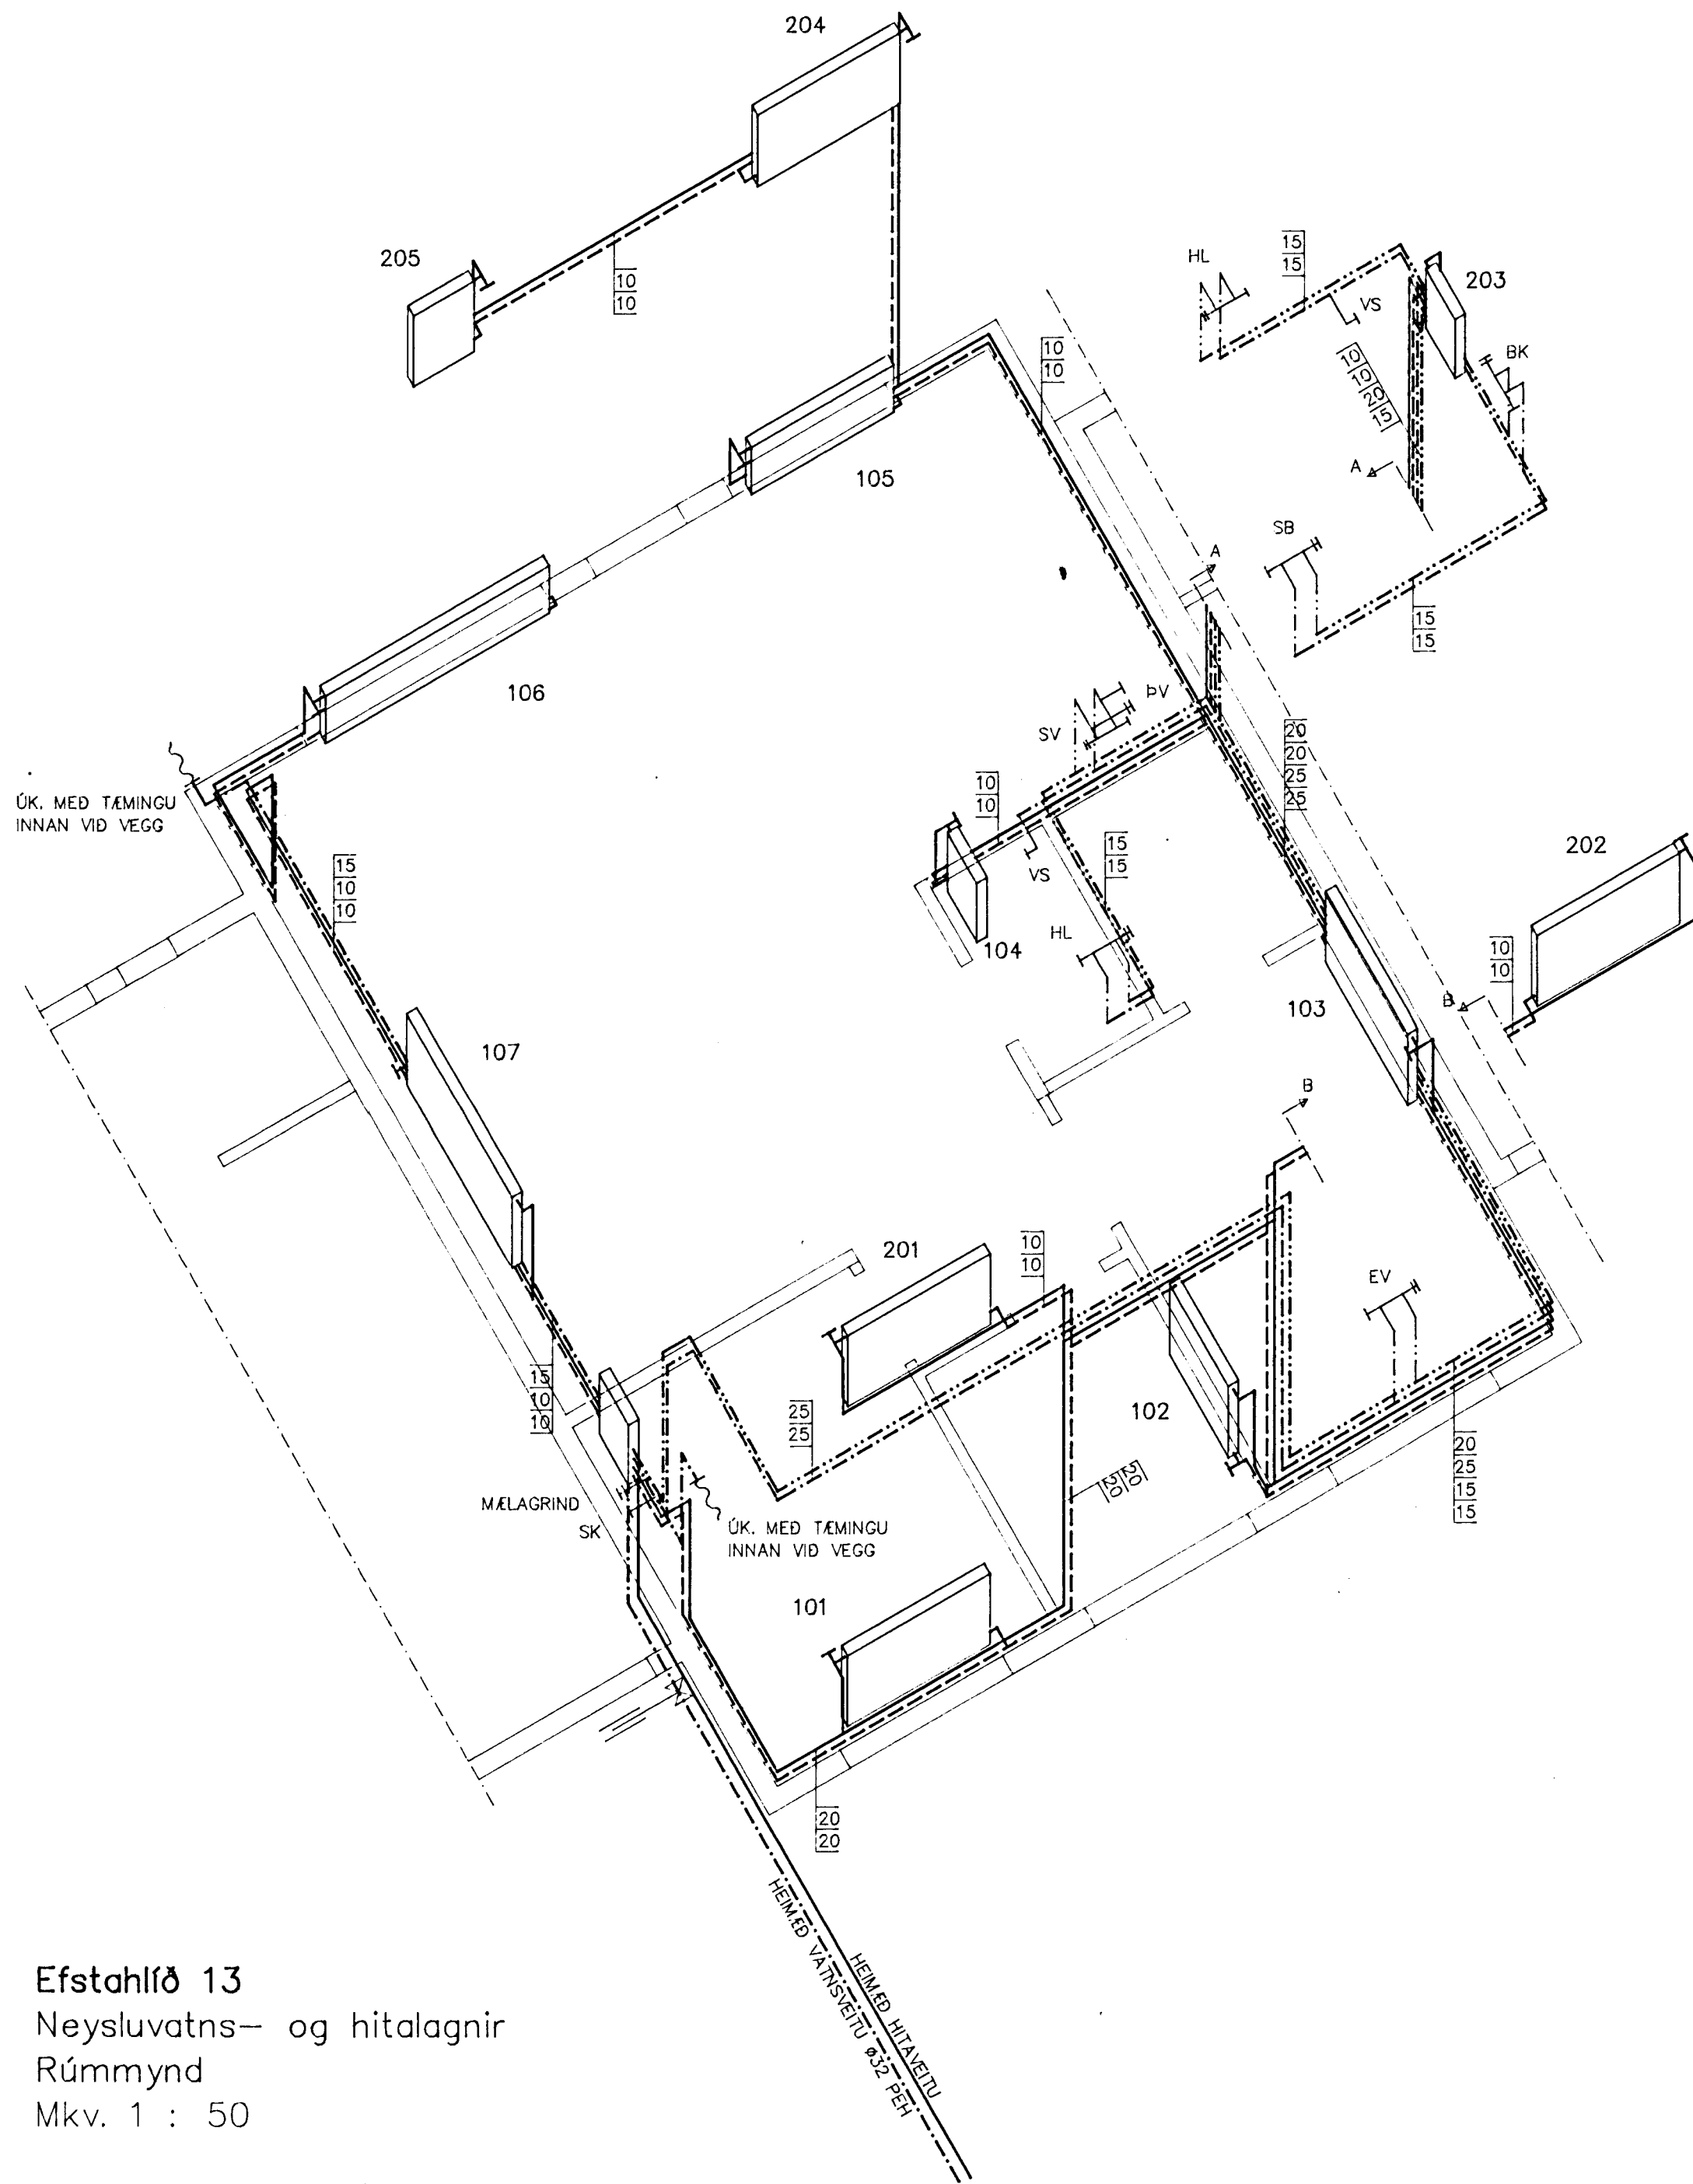 204
205
10
10
HL
15
15
203
VS
BK
10
10
10
10
20
15
A
105
SB
A
15
15
106
ÞV
SV
20
20
25
25
10
10
ÚK. MEÐ TÆMINGU
INNAN VIÐ VEGG
15
10
10
15
15
VS
202
HL
104
10
10
103
B
107
B
201
10
10
EV
15
10
10
25
25
102
20
20
20
25
15
15
MÆLAGRIND
SK
ÚK. MEÐ TÆMINGU
INNAN VIÐ VEGG
101
20
20
HEIMÆÐ VATNSVEITU ø32 PEH
HEIMÆÐ HITAVEITU
Efstahlíð 13
Neysluvatns– og hitalagnir
Rúmmynd
Mkv. 1 : 50